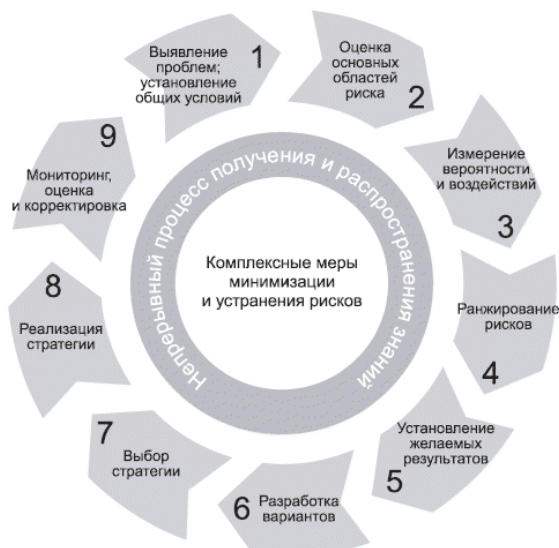 Выявление
проблем;
установление
общих условий
1
Оценка
основных
областей
риска
2
Измерение
вероятности
и воздействий
3
Ранжирование
рисков
4
Установление
желаемых
результатов
5
Разработка
вариантов
6
Выбор
стратегии
7
Реализация
стратегии
8
Мониторинг,
оценка
и корректировка
9
Непрерывный процесс получения и распространения знаний
Комплексные меры
минимизации
и устранения рисков